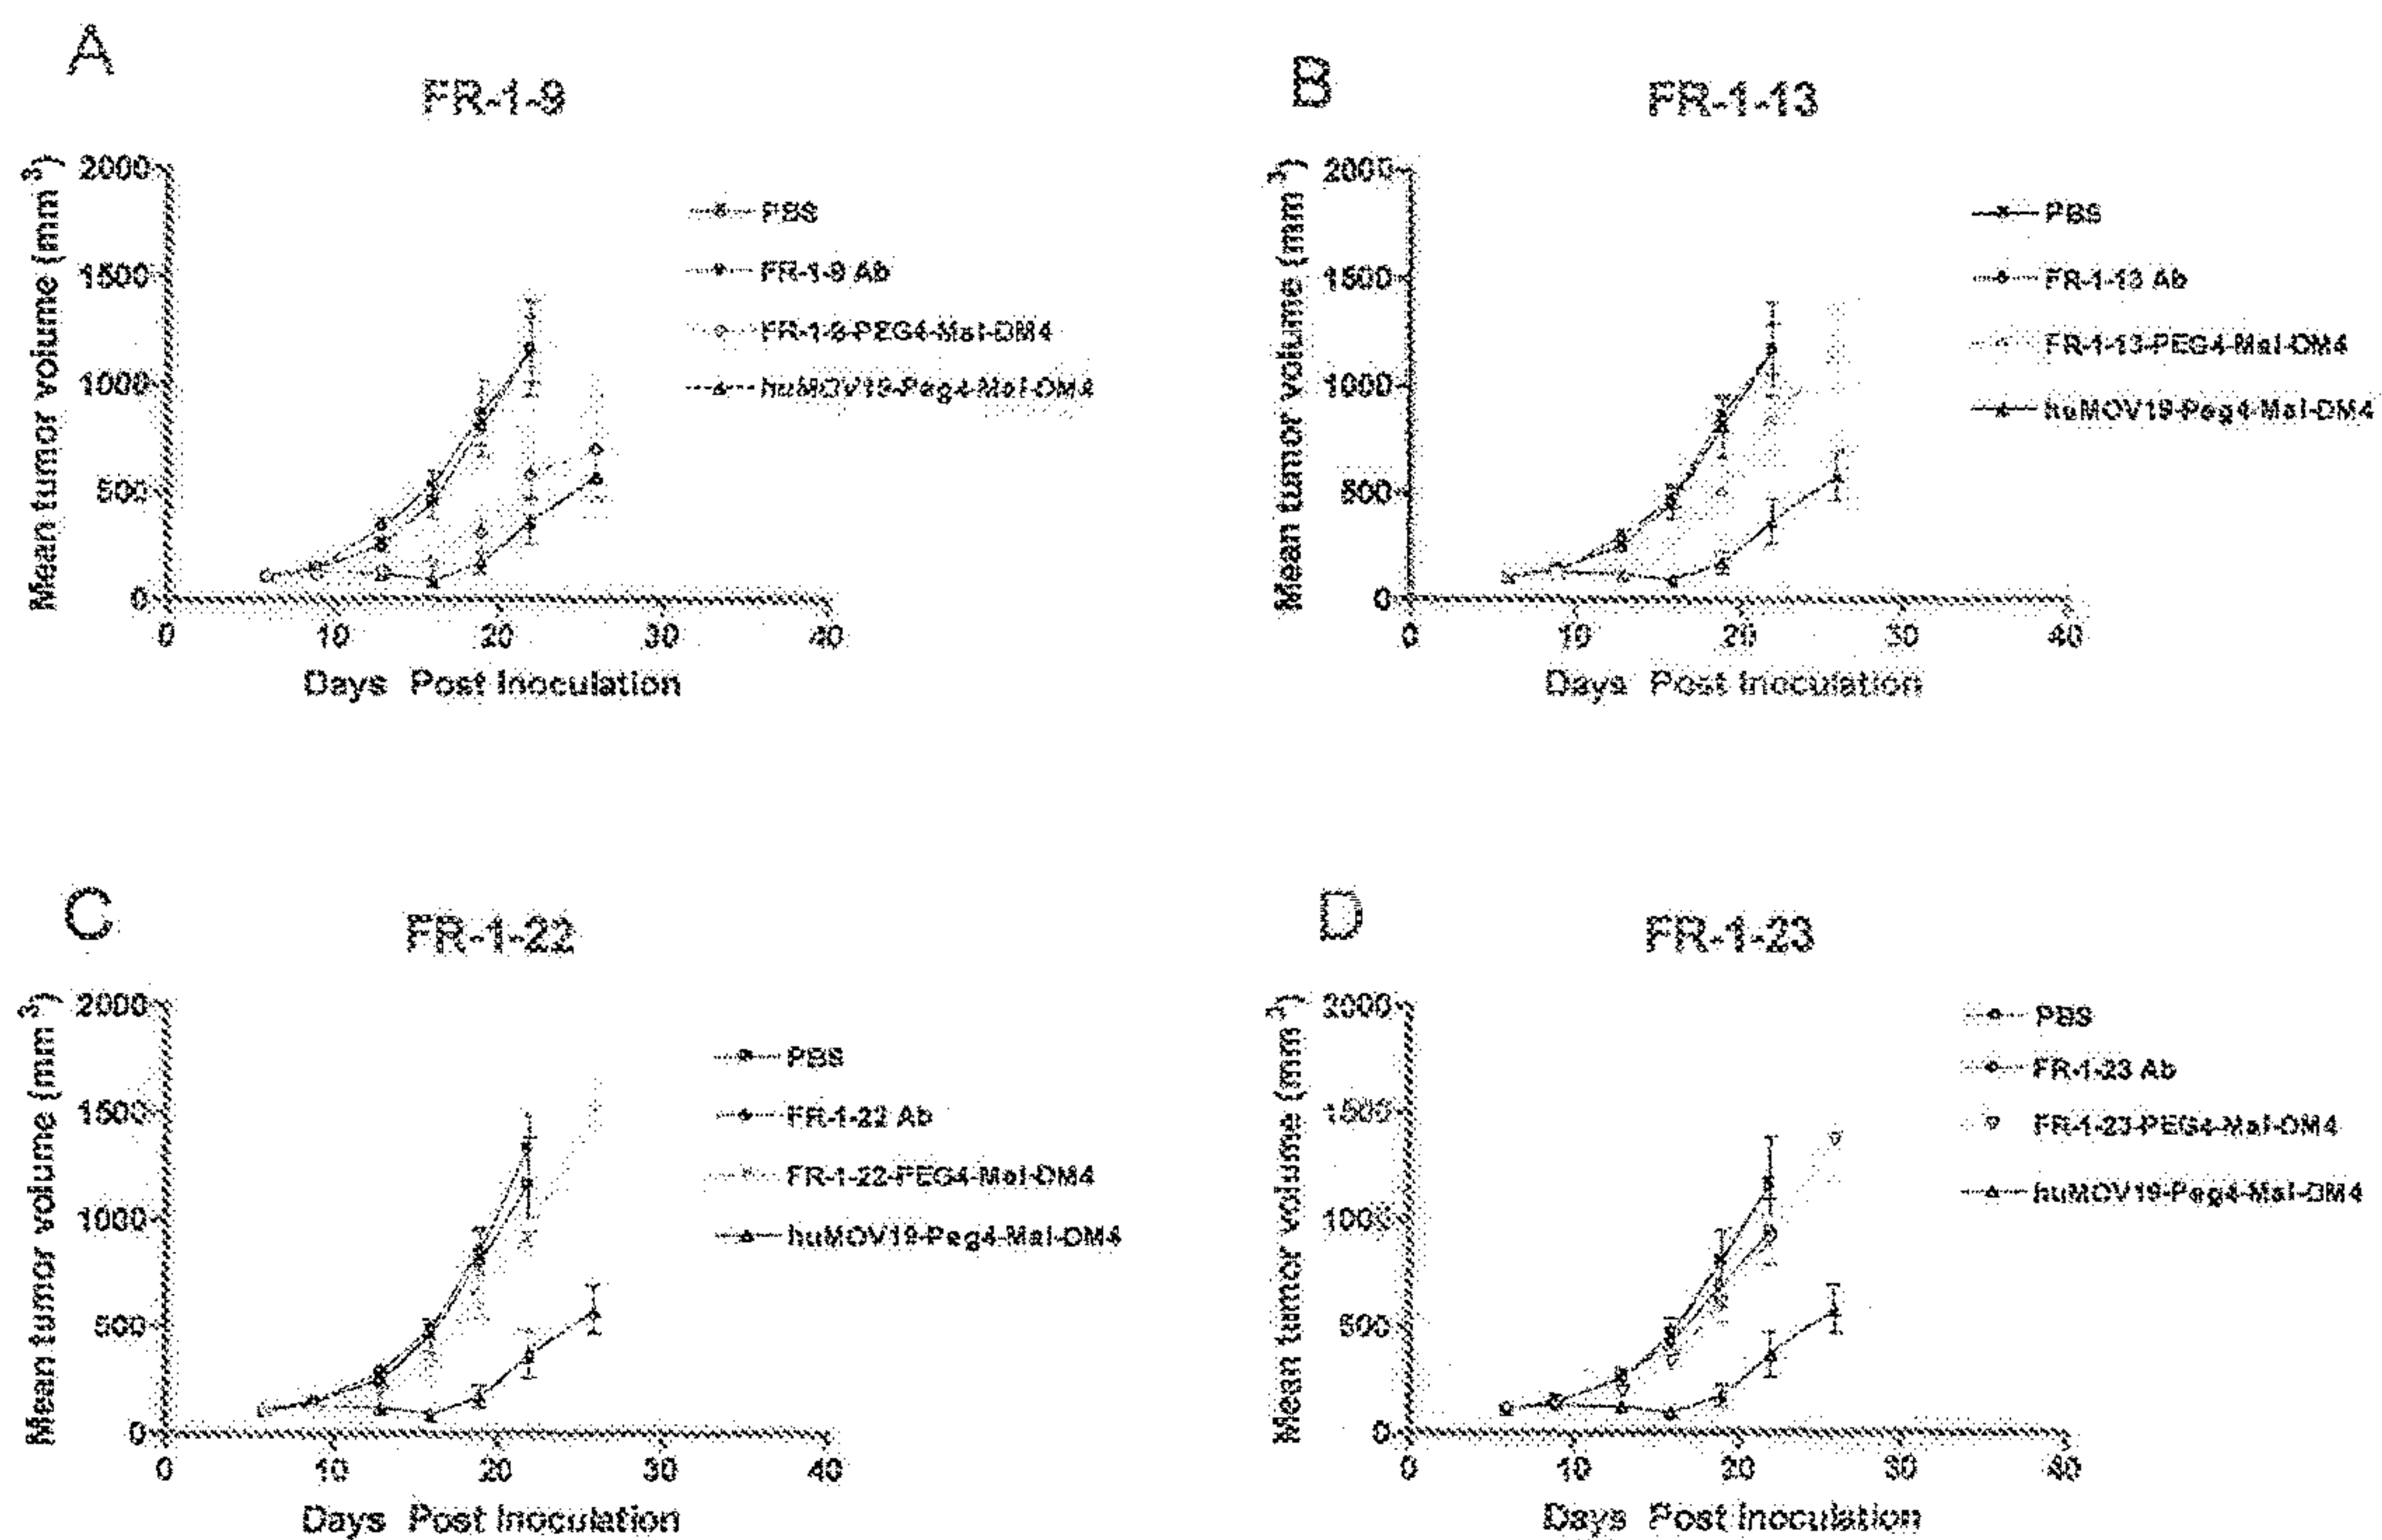 A
FR-1-9
Mean tumor volume (mm3)
2000
1500
1000
500
0
0 10 20 30 40
Days Post Inoculation
PBS
FR-1-9 Ab
FR-1-9-PEG4-Mal-DM4
huMOV19-Peg4-Mal-DM4
B
FR-1-13
Mean tumor volume (mm3)
2000
1500
1000
500
0
0 10 20 30 40
Days Post Inoculation
PBS
FR-1-13 Ab
FR-1-13-PEG4-Mal-DM4
huMOV19-Peg4-Mal-DM4
C
FR-1-22
Mean tumor volume (mm3)
2000
1500
1000
500
0
0 10 20 30 40
Days Post Inoculation
PBS
FR-1-22 Ab
FR-1-22-PEG4-Mal-DM4
huMOV19-Peg4-Mal-DM4
D
FR-1-23
Mean tumor volume (mm3)
2000
1500
1000
500
0
0 10 20 30 40
Days Post Inoculation
PBS
FR-1-23 Ab
FR-1-23-PEG4-Mal-DM4
huMOV19-Peg4-Mal-DM4